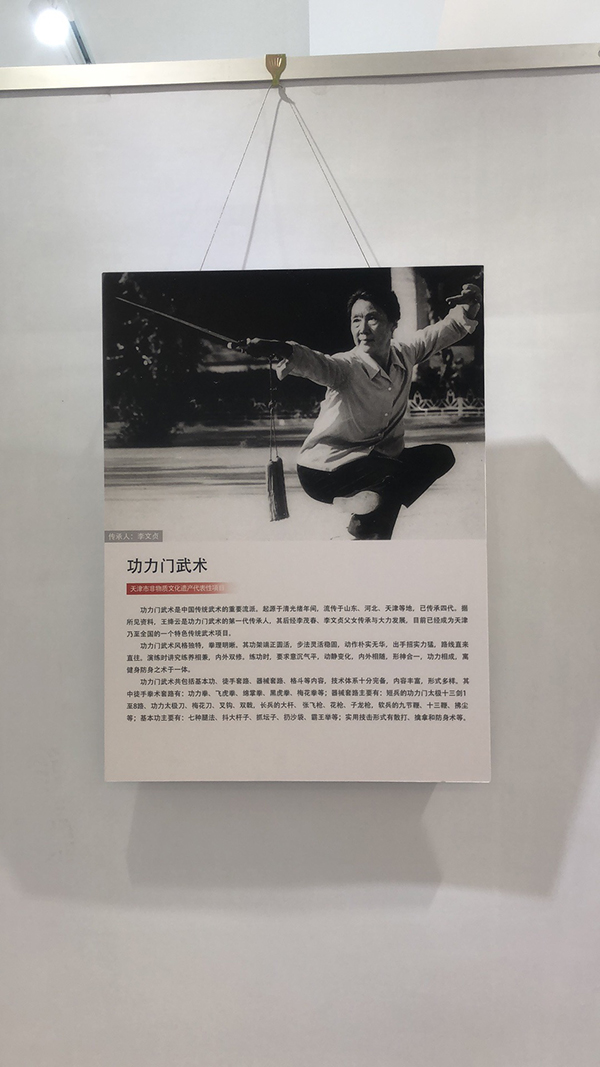 传承人：李文贞
功力门武术
天津市非物质文化遗产代表性项目
功力门武术是中国传统武术的重要流派，起源于清光绪年间，流传于山东、河北、天津等地，已传承四代。据
所见资料，王绛云是功力门武术的第一代传承人，其后经李茂春、李文贞父女传承与大力发展，目前已经成为天津
乃至全国的一个特色传统武术项目。
功力门武术风格独特，拳理明晰，其功架端正圆活，步法灵活稳固，动作朴实无华，出手招实力猛，路线直来
直往，演练时讲究练养相兼，内外双修，练功时，要求意沉气平，动静变化，内外相随，形神合一，功力相成，寓
健身防身之术于一体。
功力门武术共包括基本功、徒手套路、器械套路、格斗等内容，技术体系十分完备，内容丰富，形式多样。其
中徒手拳术套路有：功力拳、飞虎拳、绵掌拳、黑虎拳、梅花拳等；器械套路主要有：短兵的功力门太极十三剑1
至8路、功力太极刀、梅花刀、叉钩、双戟，长兵的大杆、张飞枪、花枪、子龙枪，软兵的九节鞭、十三鞭、拂尘
等；基本功主要有：七种腿法、抖大杆子、抓坛子、扔沙袋、霸王举等；实用技击形式有散打、擒拿和防身术等。